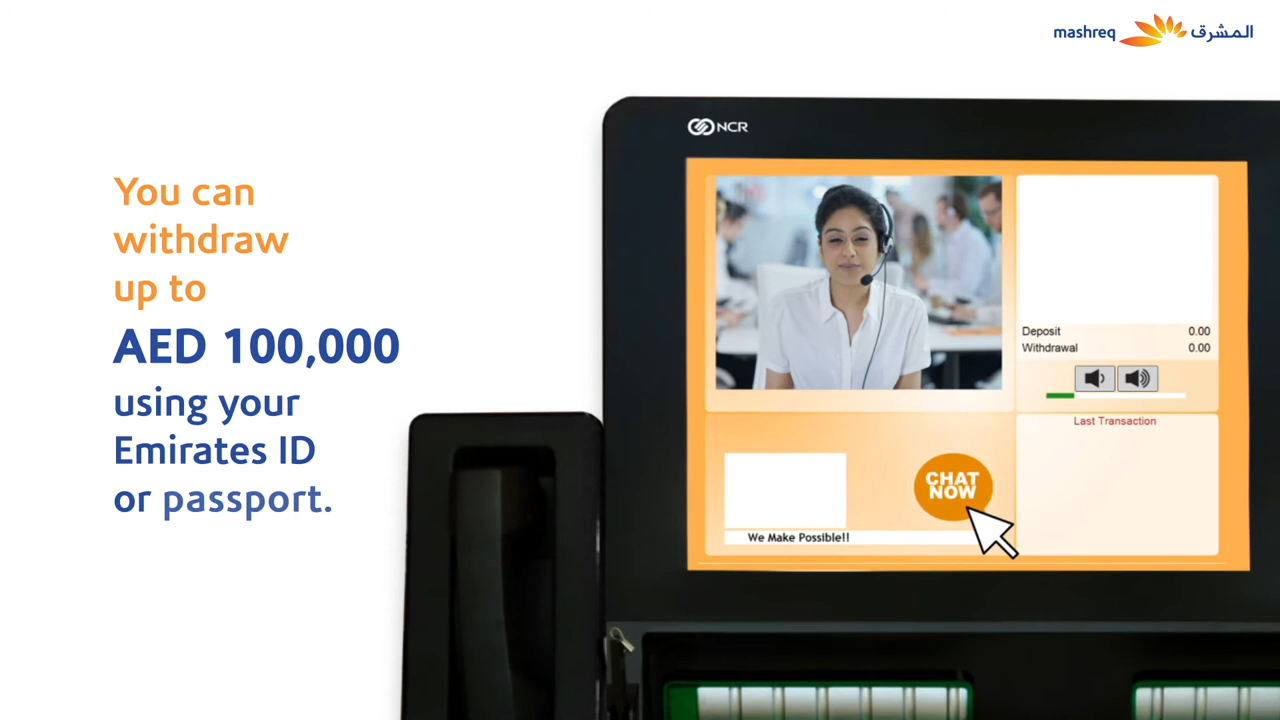 mashreq المشرق
NCR
You can
withdraw
up to
AED 100,000
using your
Emirates ID
or passport.
Deposit 0.00
Withdrawal 0.00
Last Transaction
CHAT
NOW
We Make Possible!!